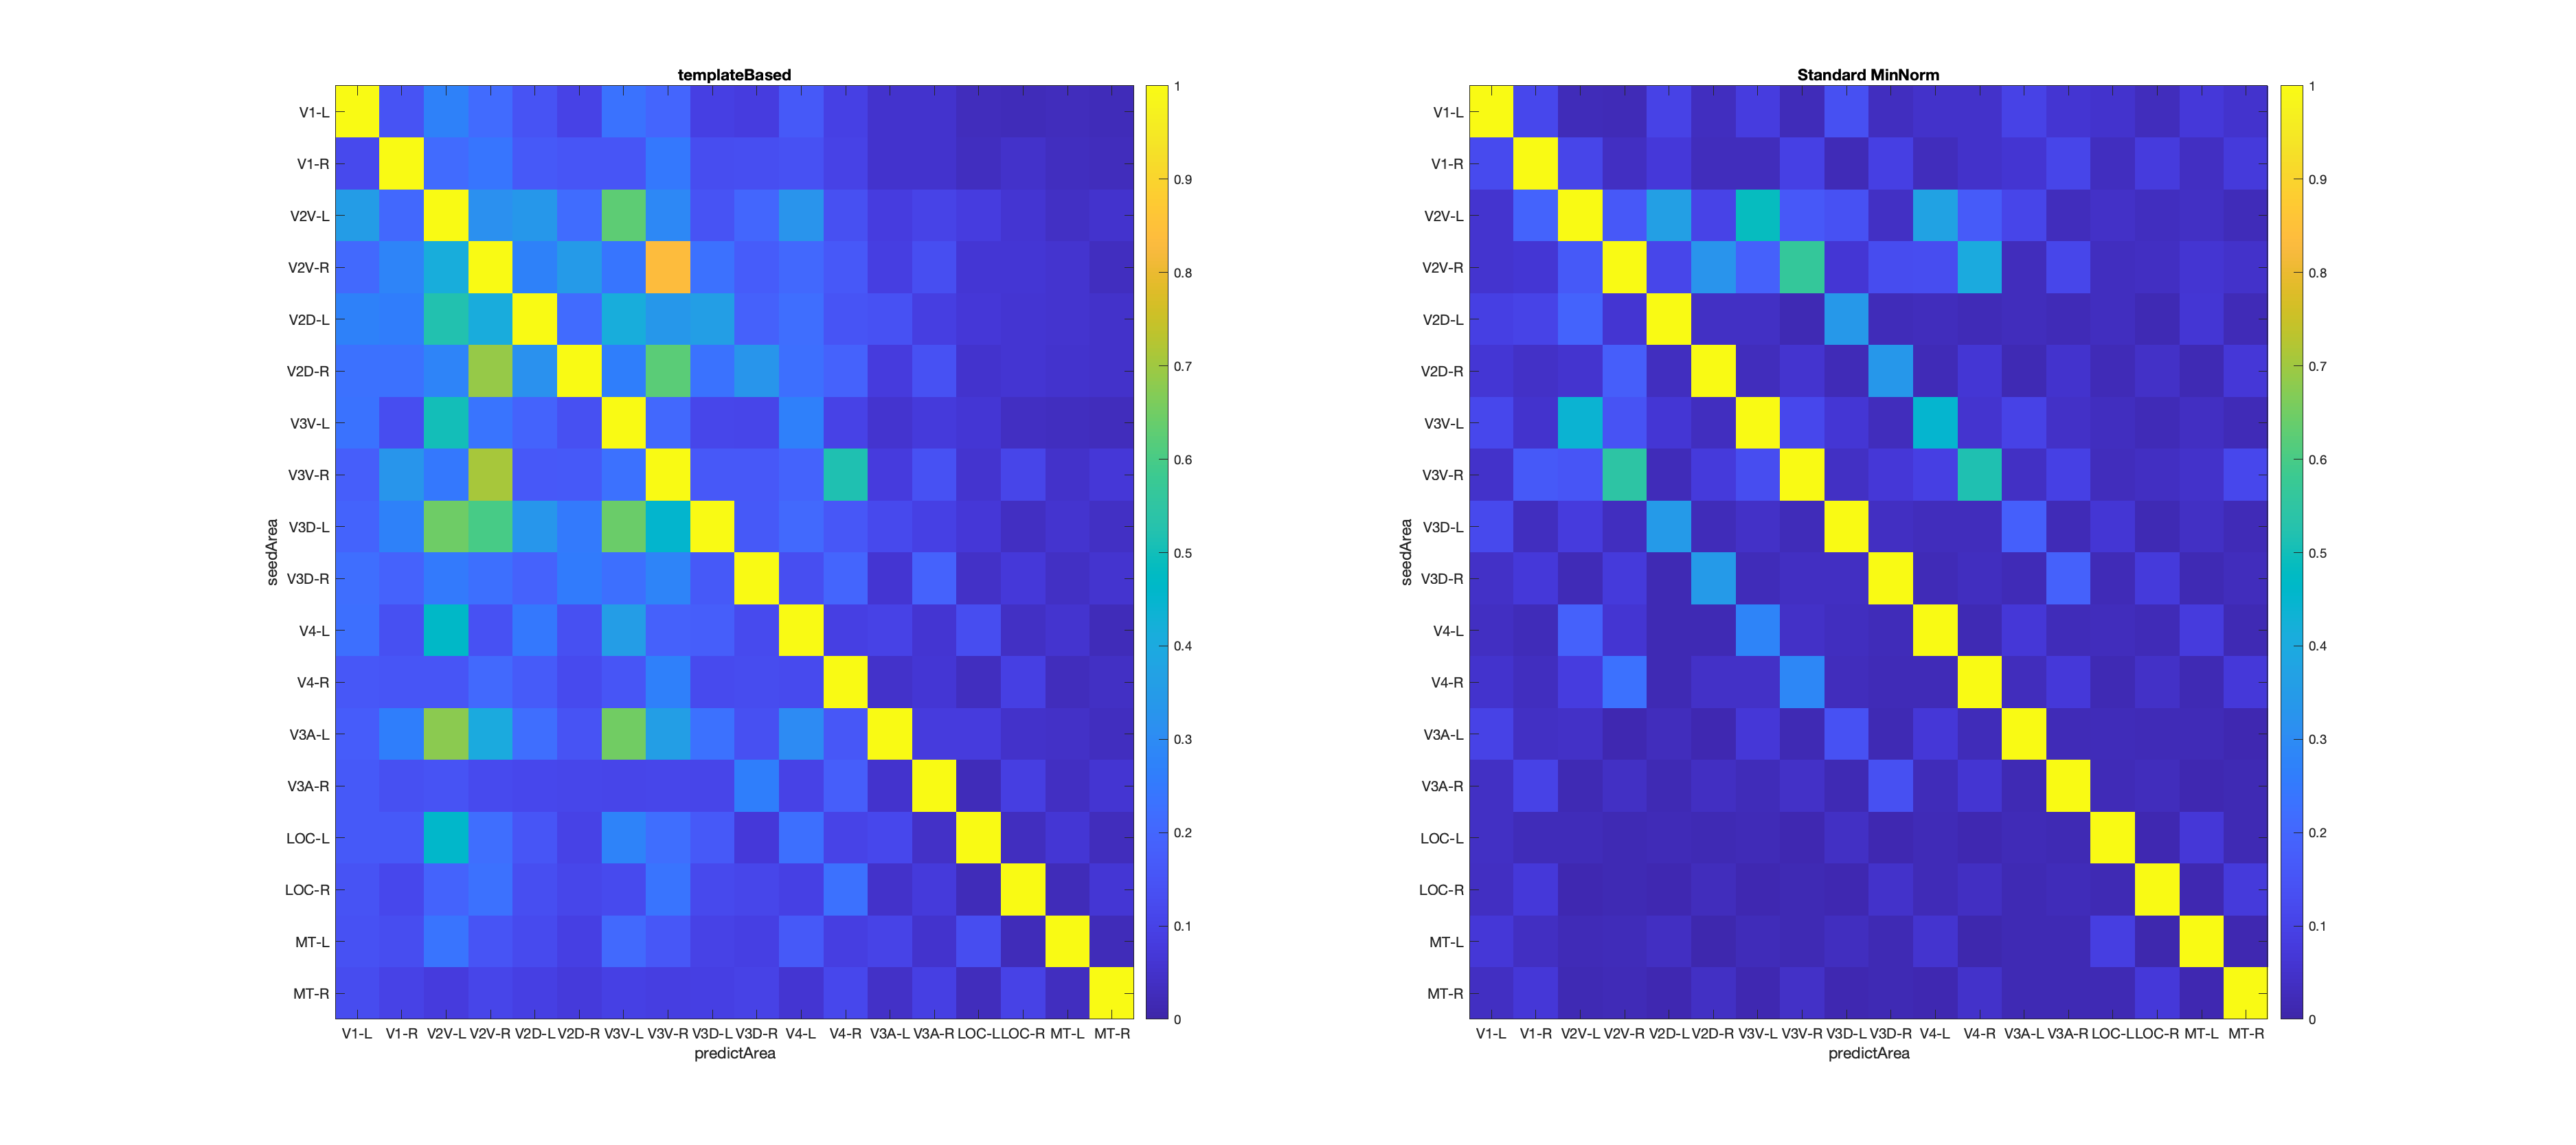 templateBased
V1-L
V1-R
V2V-L
V2V-R
V2D-L
V2D-R
V3V-L
V3V-R
V3D-L
V3D-R
V4-L
V4-R
V3A-L
V3A-R
LOC-L
LOC-R
MT-L
MT-R
seedArea
V1-L V1-R V2V-L V2V-R V2D-L V2D-R V3V-L V3V-R V3D-L V3D-R V4-L V4-R V3A-L V3A-R LOC-L LOC-R MT-L MT-R
predictArea
1
0.9
0.8
0.7
0.6
0.5
0.4
0.3
0.2
0.1
0
Standard MinNorm
V1-L
V1-R
V2V-L
V2V-R
V2D-L
V2D-R
V3V-L
V3V-R
V3D-L
V3D-R
V4-L
V4-R
V3A-L
V3A-R
LOC-L
LOC-R
MT-L
MT-R
seedArea
V1-L V1-R V2V-L V2V-R V2D-L V2D-R V3V-L V3V-R V3D-L V3D-R V4-L V4-R V3A-L V3A-R LOC-L LOC-R MT-L MT-R
predictArea
1
0.9
0.8
0.7
0.6
0.5
0.4
0.3
0.2
0.1
0